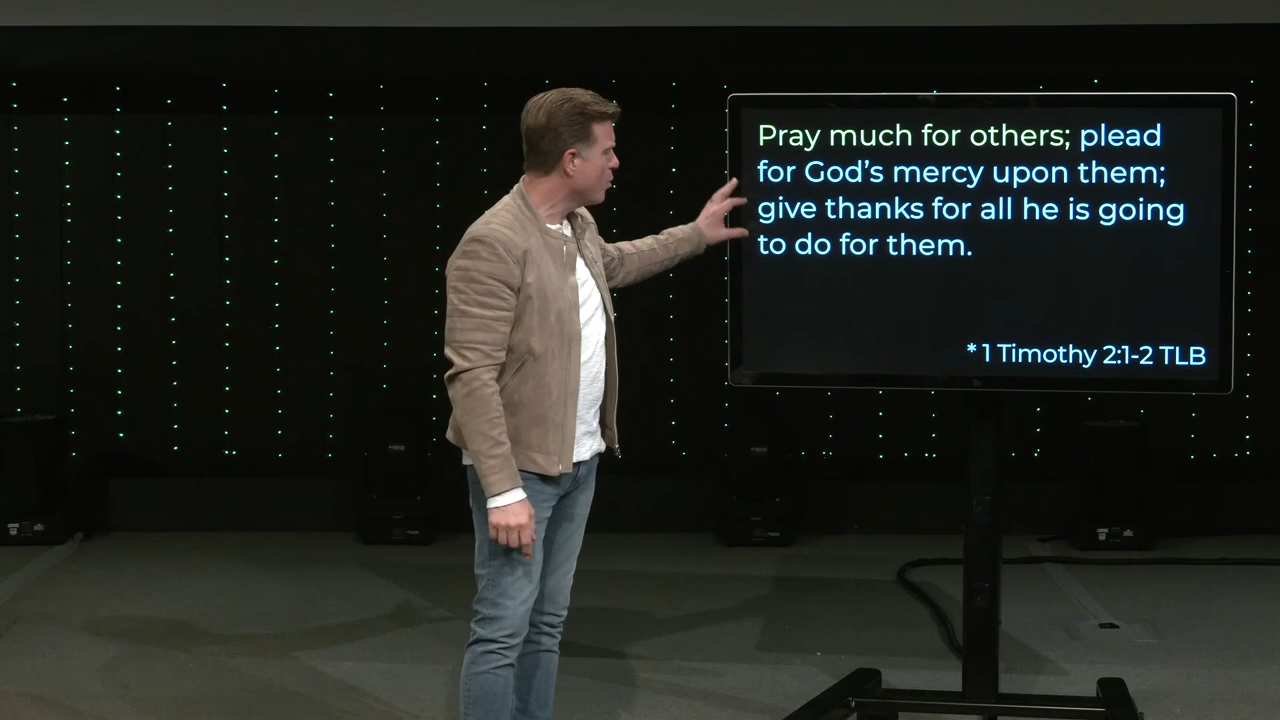 Pray much for others; plead
for God's mercy upon them;
give thanks for all he is going
to do for them.
* 1 Timothy 2:1-2 TLB